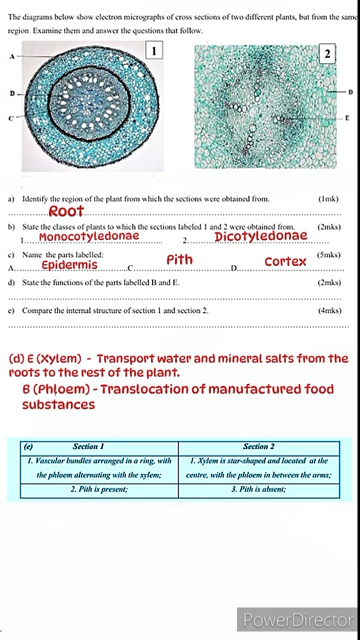 The diagrams below show electron micrographs of cross sections of two different plants, but from the same
region Examine them and answer the questions that follow.
1
2
A
B
C
D
E
a) Identify the region of the plant from which the sections were obtained from. (1mk)
Root
b) State the classes of plants to which the sections labeled 1 and 2 were obtained from. (2mks)
1. Monocotyledonae 2. Dicotyledonae
c) Name the parts labelled: (5mks)
A Epidermis C Pith D. Cortex
d) State the functions of the parts labelled B and E. (2mks)
e) Compare the internal structure of section 1 and section 2. (4mks)
(d) E (Xylem) - Transport water and mineral salts from the
roots to the rest of the plant.
B (Phloem) - Translocation of manufactured food
substances
(e) Section 1 Section 2
1. Vascular bundles arranged in a ring, with 1. Xylem is star-shaped and located at the
the phloem alternating with the xylem; centre, with the phloem in between the arms;
2. Pith is present; 3. Pith is absent;
PowerDirector